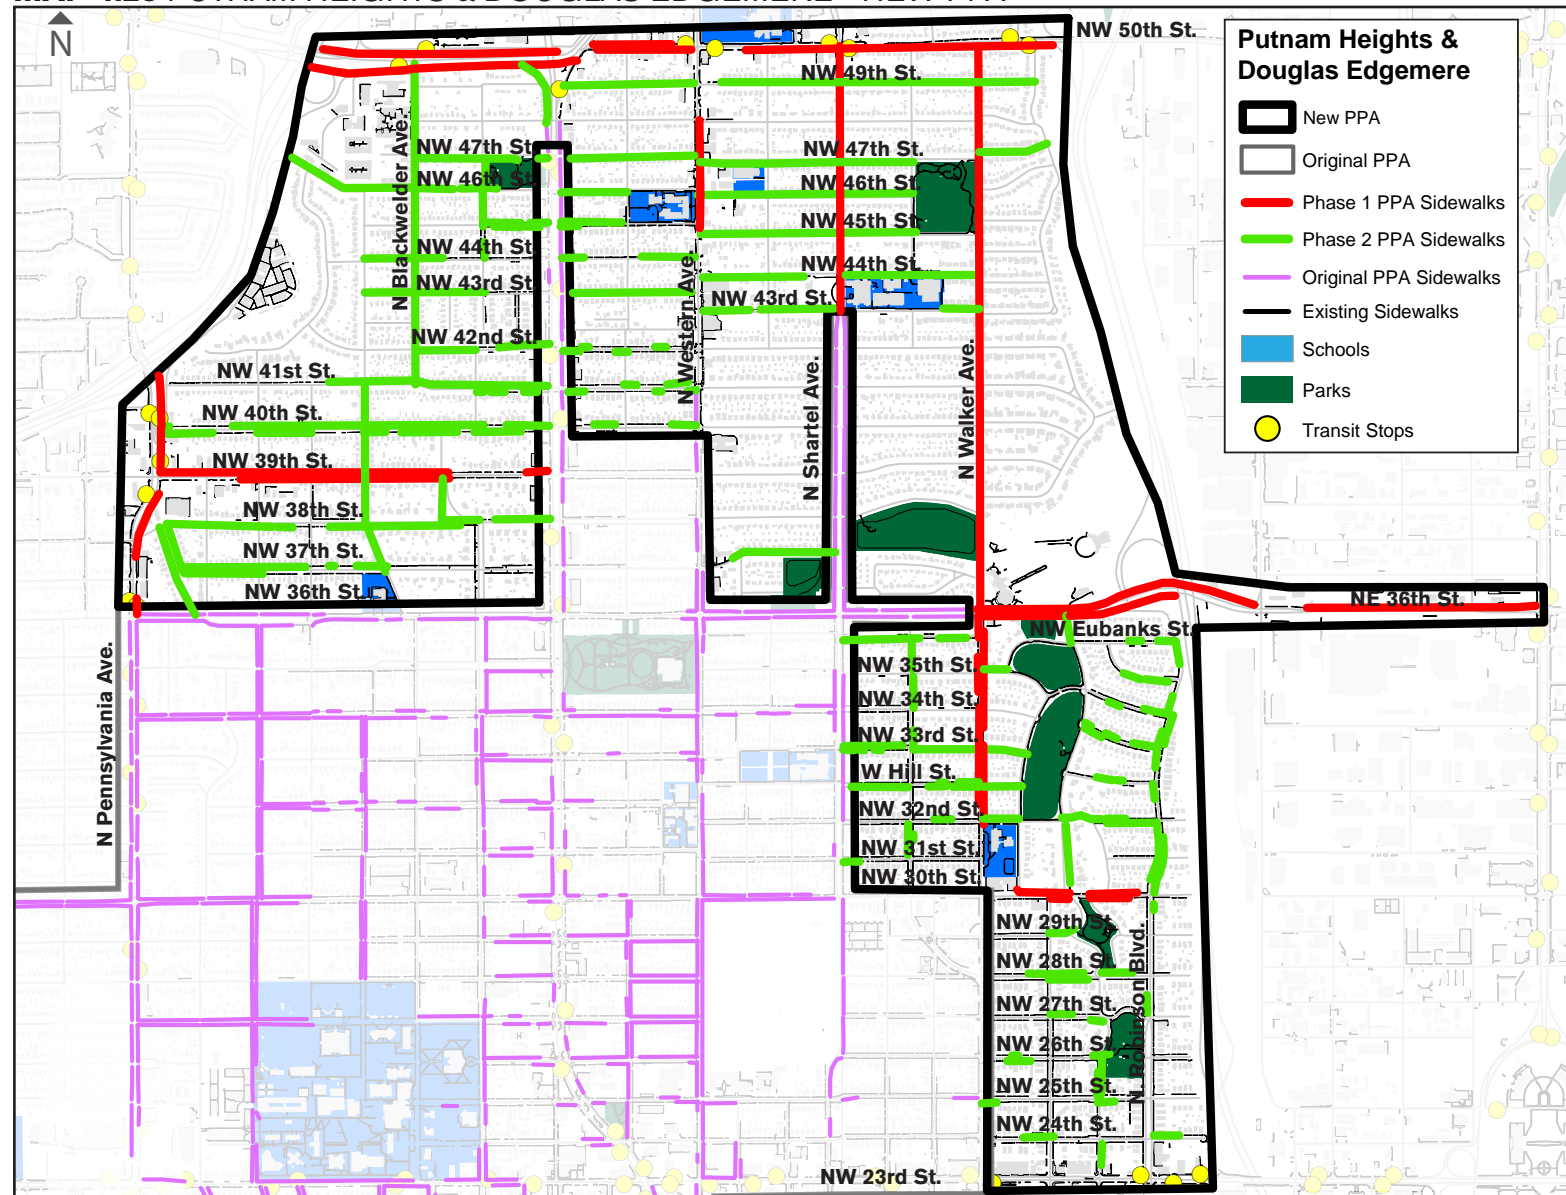 NW 50th St.
Putnam Heights &
Douglas Edgemere
New PPA
Original PPA
Phase 1 PPA Sidewalks
Phase 2 PPA Sidewalks
Original PPA Sidewalks
Existing Sidewalks
Schools
Parks
Transit Stops
N
NW 49th St.
N Blackwelder Ave.
NW 47th St.
NW 47th St.
NW 46th St.
NW 46th St.
NW 45th St.
NW 44th St.
NW 44th St.
NW 43rd St.
NW 43rd St.
NW 42nd St.
N Western Ave.
N Shartel Ave.
N Walker Ave.
NW 41st St.
NW 40th St.
NW 39th St.
NW 38th St.
NW 37th St.
NW 36th St.
NE 36th St.
NW Eubanks St.
N Pennsylvania Ave.
NW 35th St.
NW 34th St.
NW 33rd St.
W Hill St.
NW 32nd St.
NW 31st St.
NW 30th St.
NW 29th St.
NW 28th St.
NW 27th St.
NW 26th St.
NW 25th St.
NW 24th St.
N. Robinson Blvd.
NW 23rd St.